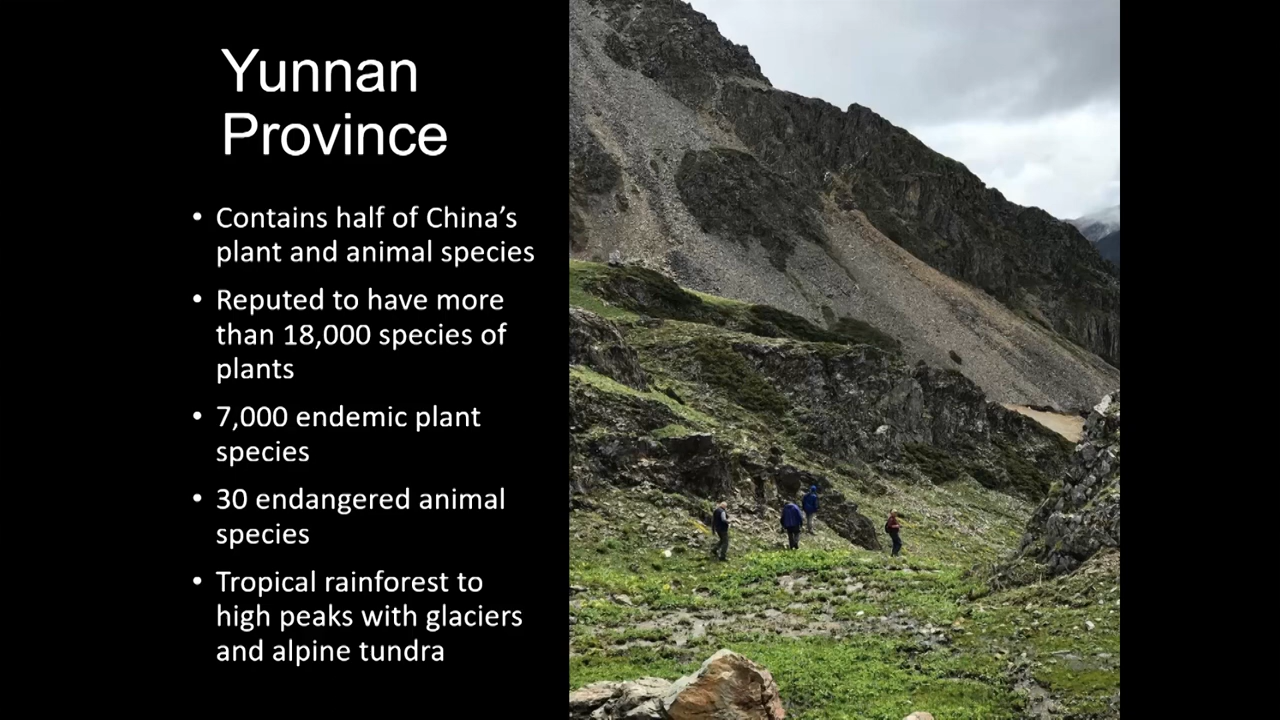 Yunnan
Province
• Contains half of China’s
plant and animal species
• Reputed to have more
than 18,000 species of
plants
• 7,000 endemic plant
species
• 30 endangered animal
species
• Tropical rainforest to
high peaks with glaciers
and alpine tundra